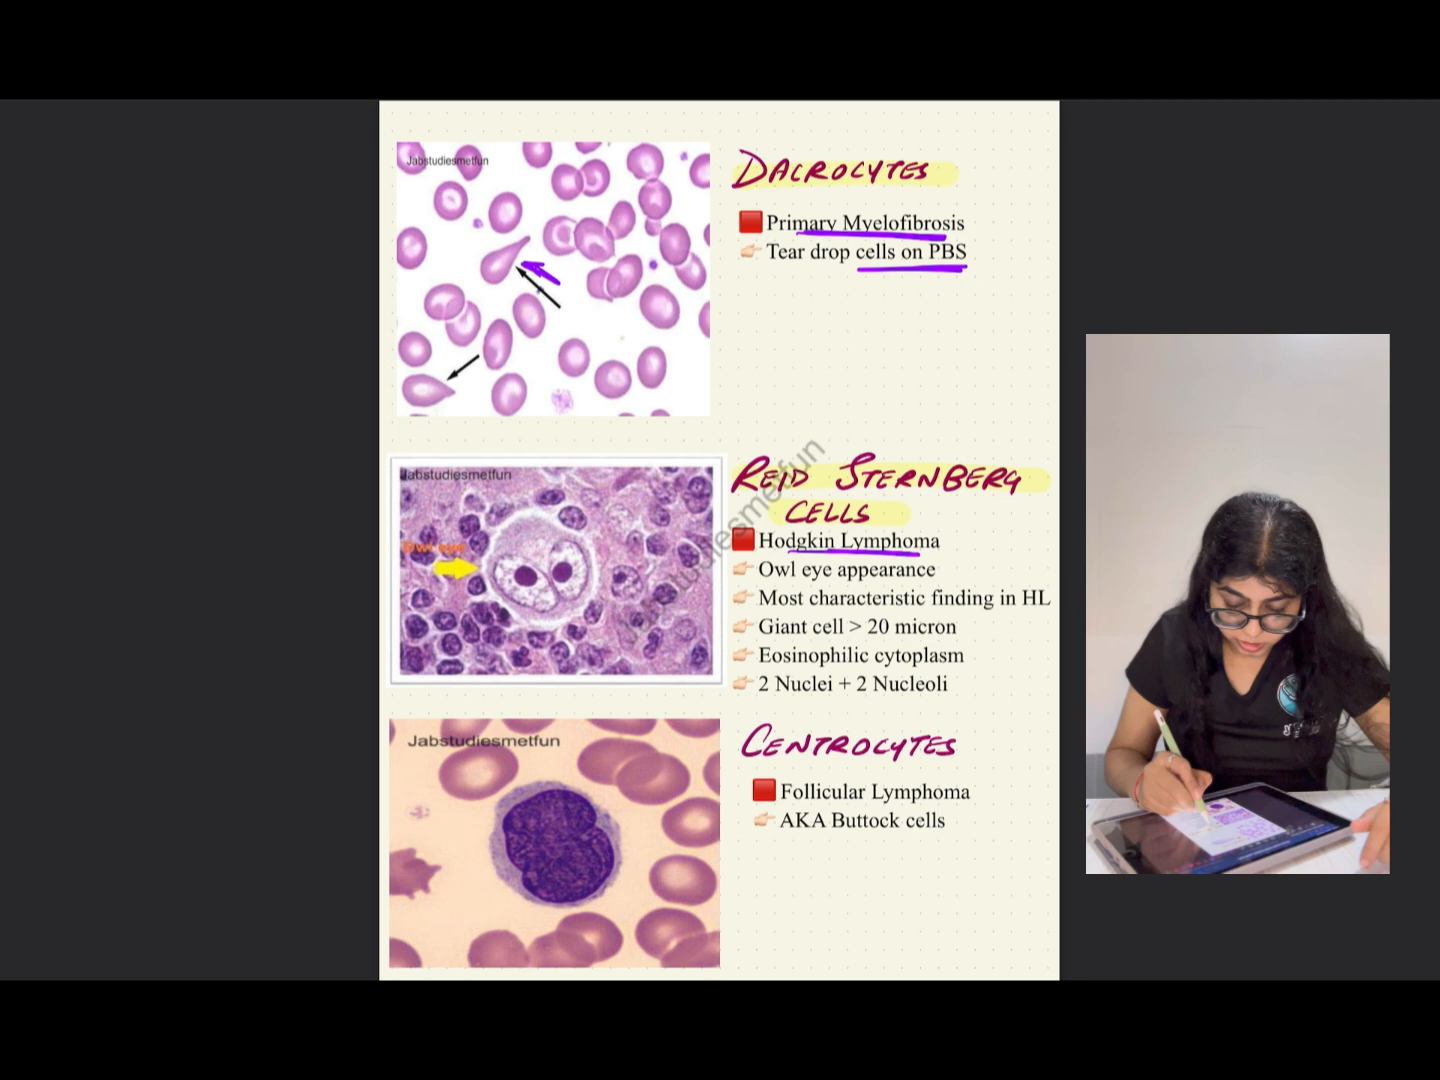 Jabstudiesmetfun
DACROCYTES
🟥 Primary Myelofibrosis
👉🏻 Tear drop cells on PBS
Jabstudiesmetfun
Owl eye
REID STERNBERG
CELLS
🟥 Hodgkin Lymphoma
👉🏻 Owl eye appearance
👉🏻 Most characteristic finding in HL
👉🏻 Giant cell > 20 micron
👉🏻 Eosinophilic cytoplasm
👉🏻 2 Nuclei + 2 Nucleoli
Jabstudiesmetfun
CENTROCYTES
🟥 Follicular Lymphoma
👉🏻 AKA Buttock cells